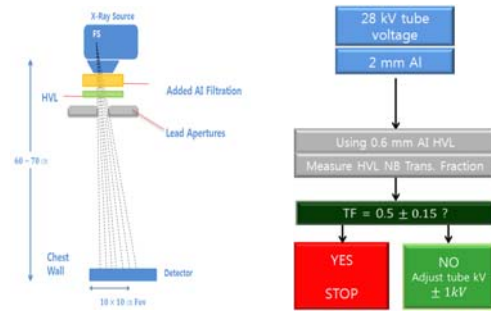 X-Ray Source
FS
HVL
Added Al Filtration
Lead Apertures
60 – 70 cm
Chest
Wall
Detector
10 × 10 cm Fov
28 kV tube
voltage
2 mm Al
Using 0.6 mm Al HVL
Measure HVL NB Trans. Fraction
TF = 0.5 ± 0.15 ?
YES
STOP
NO
Adjust tube kV
± 1kV